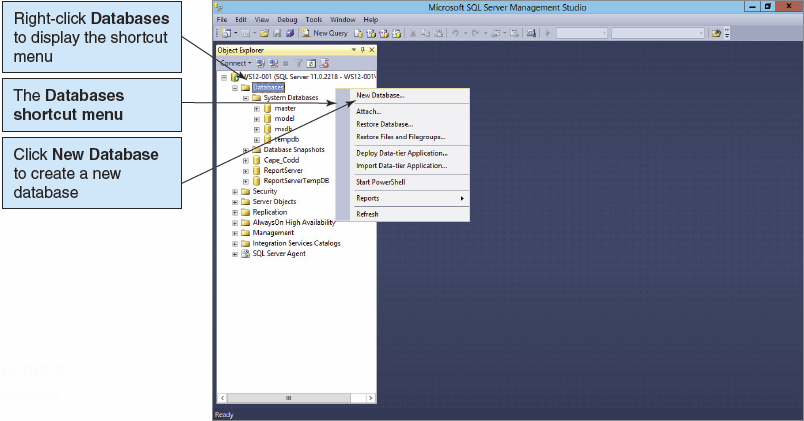 Right-click Databases
to display the shortcut
menu
The Databases
shortcut menu
Click New Database
to create a new
database
Microsoft SQL Server Management Studio
File Edit View Debug Tools Window Help
New Query
Object Explorer
Connect
WS12-001 (SQL Server 11.0.2218 - WS12-001\
Databases
System Databases
master
model
msdb
tempdb
Database Snapshots
Cape_Codd
ReportServer
ReportServerTempDB
Security
Server Objects
Replication
AlwaysOn High Availability
Management
Integration Services Catalogs
SQL Server Agent
New Database...
Attach...
Restore Database...
Restore Files and Filegroups...
Deploy Data-tier Application...
Import Data-tier Application...
Start PowerShell
Reports
Refresh
Ready